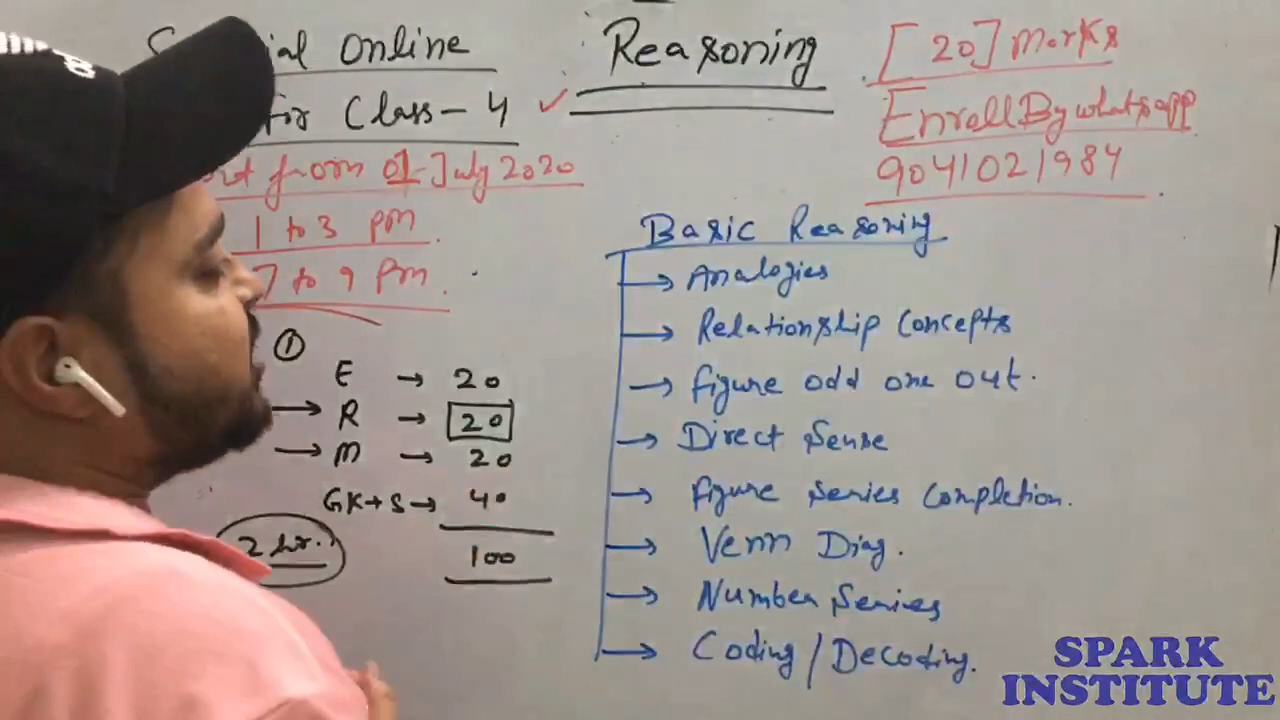 Online
for Class - 4
from 01 - July 2020
1 to 3 pm
7 to 9 Pm
①
E → 20
→ R → 20
→ M → 20
GK+S → 40
100
2 hr.
Reasoning
[20] Marks
Enroll By whatsapp
9041021984
Basic Reasoning
→ Analogies
→ Relationship Concepts
→ figure odd one out.
→ Direct Sense
→ figure Series Completion.
→ Venn Diag.
→ Number Series
→ Coding / Decoding.
SPARK
INSTITUTE